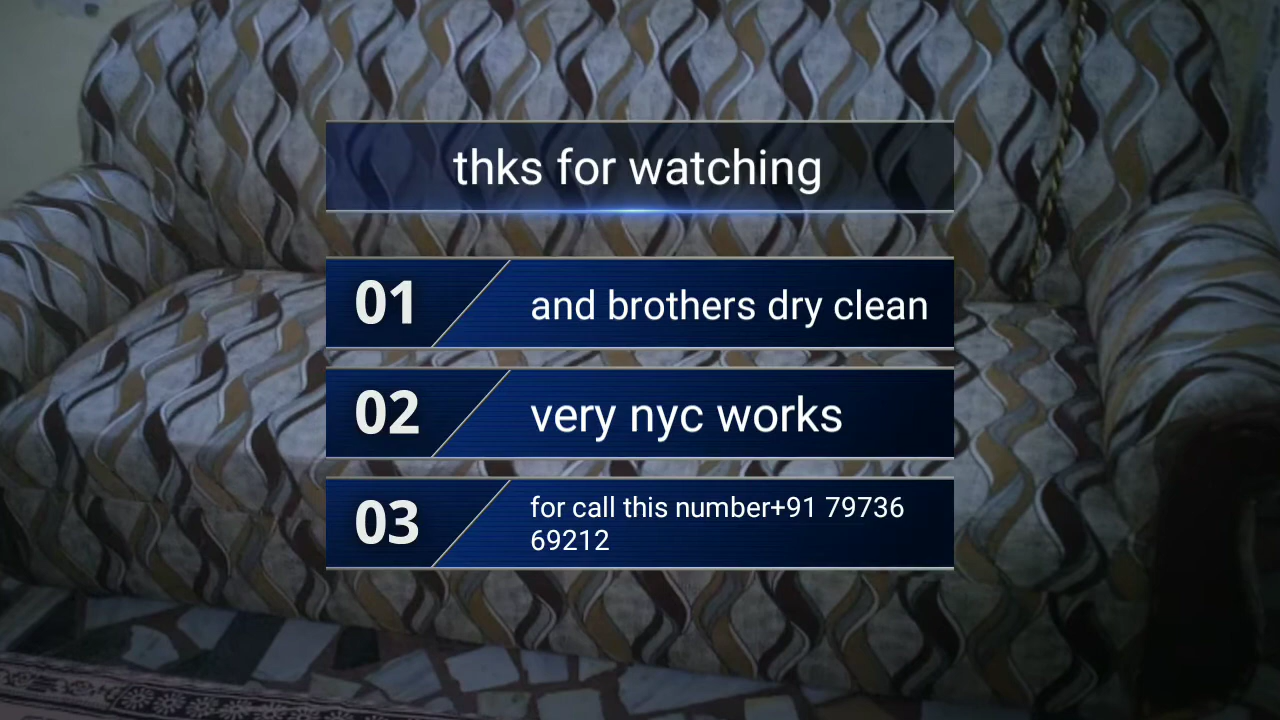 thks for watching
01 and brothers dry clean
02 very nyc works
03 for call this number+91 79736
69212